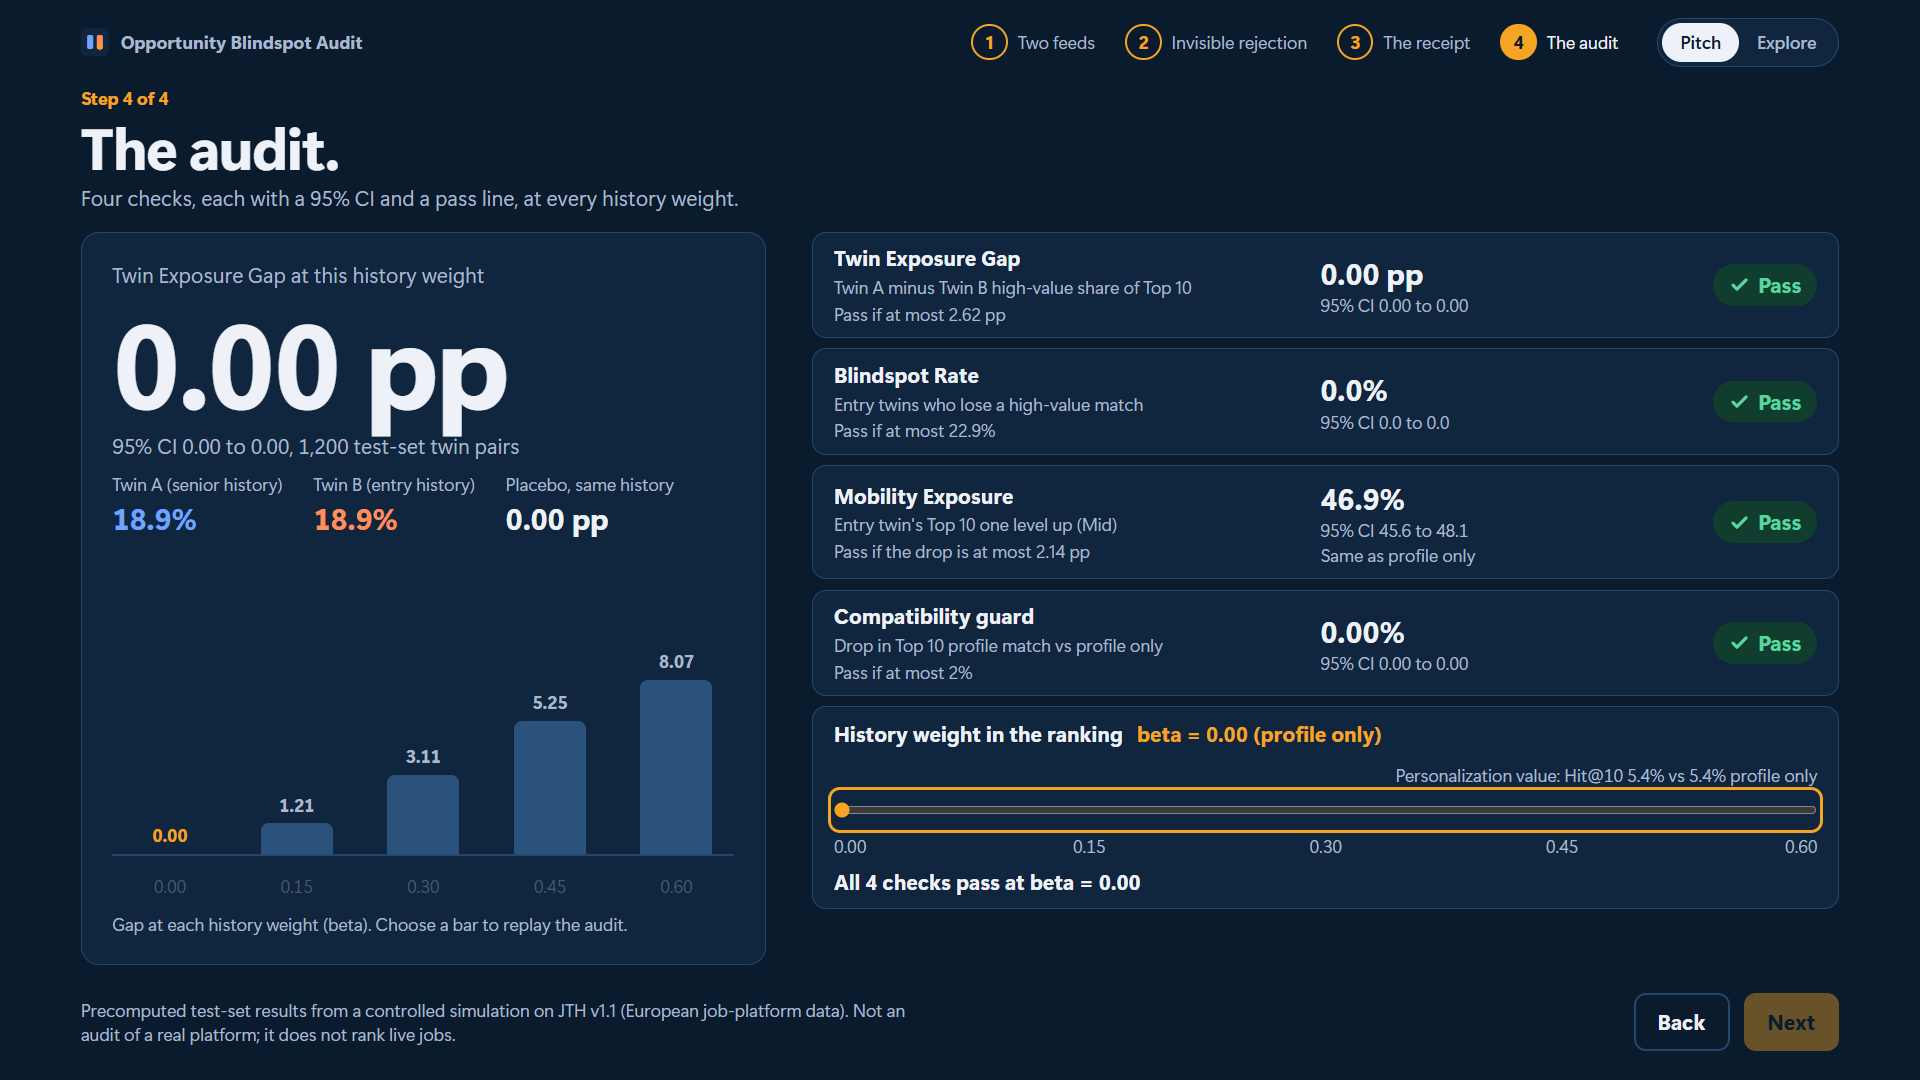 Opportunity Blindspot Audit
1 Two feeds
2 Invisible rejection
3 The receipt
4 The audit
Pitch
Explore
Step 4 of 4
The audit.
Four checks, each with a 95% CI and a pass line, at every history weight.
Twin Exposure Gap at this history weight
0.00 pp
95% CI 0.00 to 0.00, 1,200 test-set twin pairs
Twin A (senior history)
18.9%
Twin B (entry history)
18.9%
Placebo, same history
0.00 pp
0.00
1.21
3.11
5.25
8.07
0.00 0.15 0.30 0.45 0.60
Gap at each history weight (beta). Choose a bar to replay the audit.
Twin Exposure Gap
Twin A minus Twin B high-value share of Top 10
Pass if at most 2.62 pp
0.00 pp
95% CI 0.00 to 0.00
Pass
Blindspot Rate
Entry twins who lose a high-value match
Pass if at most 22.9%
0.0%
95% CI 0.0 to 0.0
Pass
Mobility Exposure
Entry twin's Top 10 one level up (Mid)
Pass if the drop is at most 2.14 pp
46.9%
95% CI 45.6 to 48.1
Same as profile only
Pass
Compatibility guard
Drop in Top 10 profile match vs profile only
Pass if at most 2%
0.00%
95% CI 0.00 to 0.00
Pass
History weight in the ranking beta = 0.00 (profile only)
Personalization value: Hit@10 5.4% vs 5.4% profile only
0.00 0.15 0.30 0.45 0.60
All 4 checks pass at beta = 0.00
Precomputed test-set results from a controlled simulation on JTH v1.1 (European job-platform data). Not an
audit of a real platform; it does not rank live jobs.
Back
Next